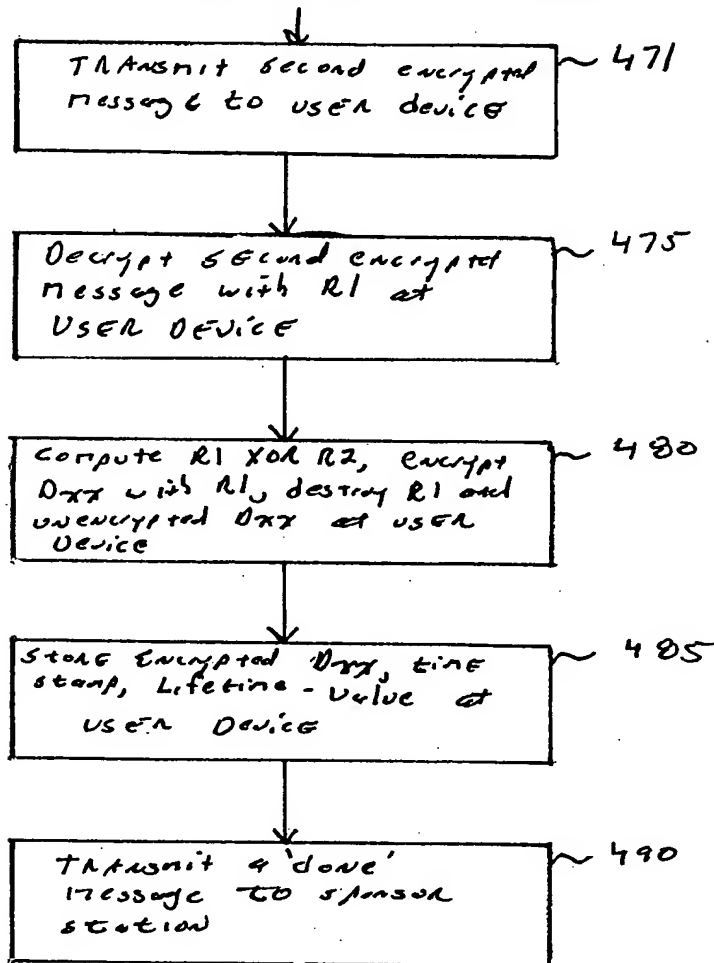 TRANSMIT SECOND encrypted
MESSAGE to USER device
471
Decrypt SECOND encrypted
MESSAGE with R1 at
USER DEVICE
475
Compute R1 XOR R2, encrypt
Dxx with R1, destroy R1 and
unencrypted Dxx at USER
Device
480
STORE Encrypted Dxx, time
stamp, Lifetime-value at
USER Device
485
TRANSMIT a 'done'
MESSAGE TO sponsor
station
490